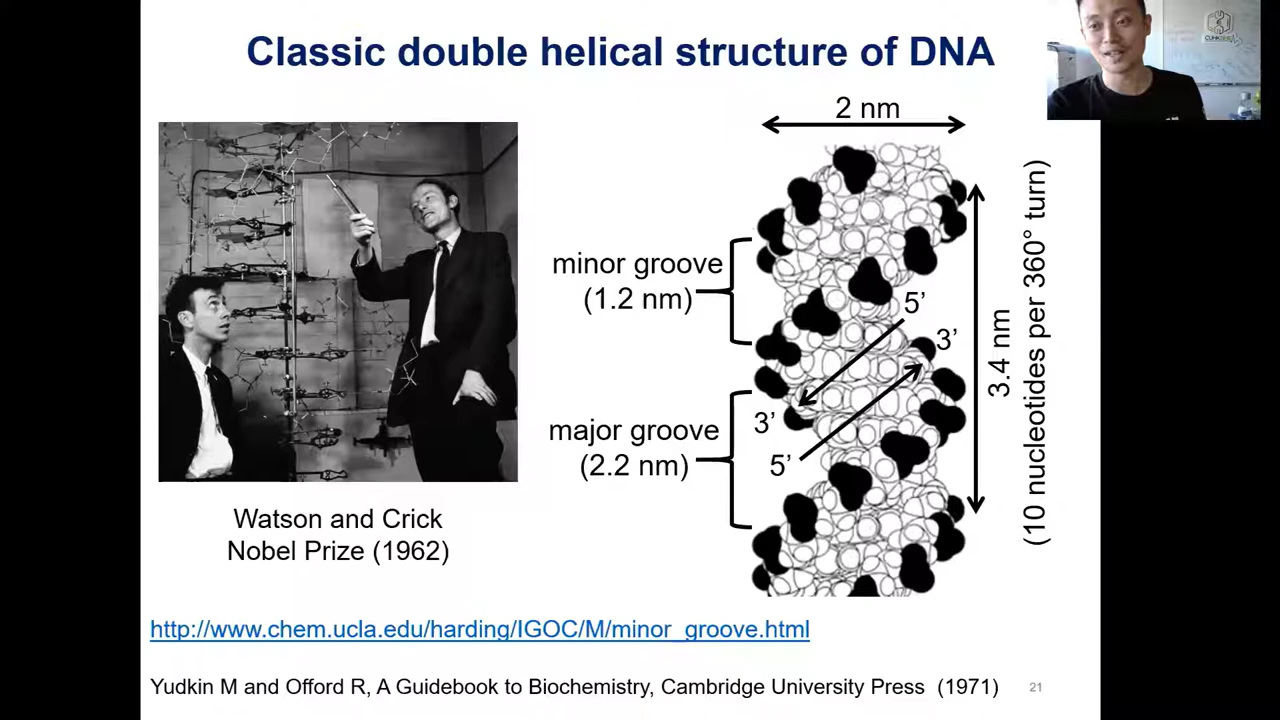 Classic double helical structure of DNA
2 nm
minor groove
(1.2 nm)
5’
3’
3’
5’
major groove
(2.2 nm)
3.4 nm
(10 nucleotides per 360° turn)
Watson and Crick
Nobel Prize (1962)
http://www.chem.ucla.edu/harding/IGOC/M/minor_groove.html
Yudkin M and Offord R, A Guidebook to Biochemistry, Cambridge University Press (1971)
21